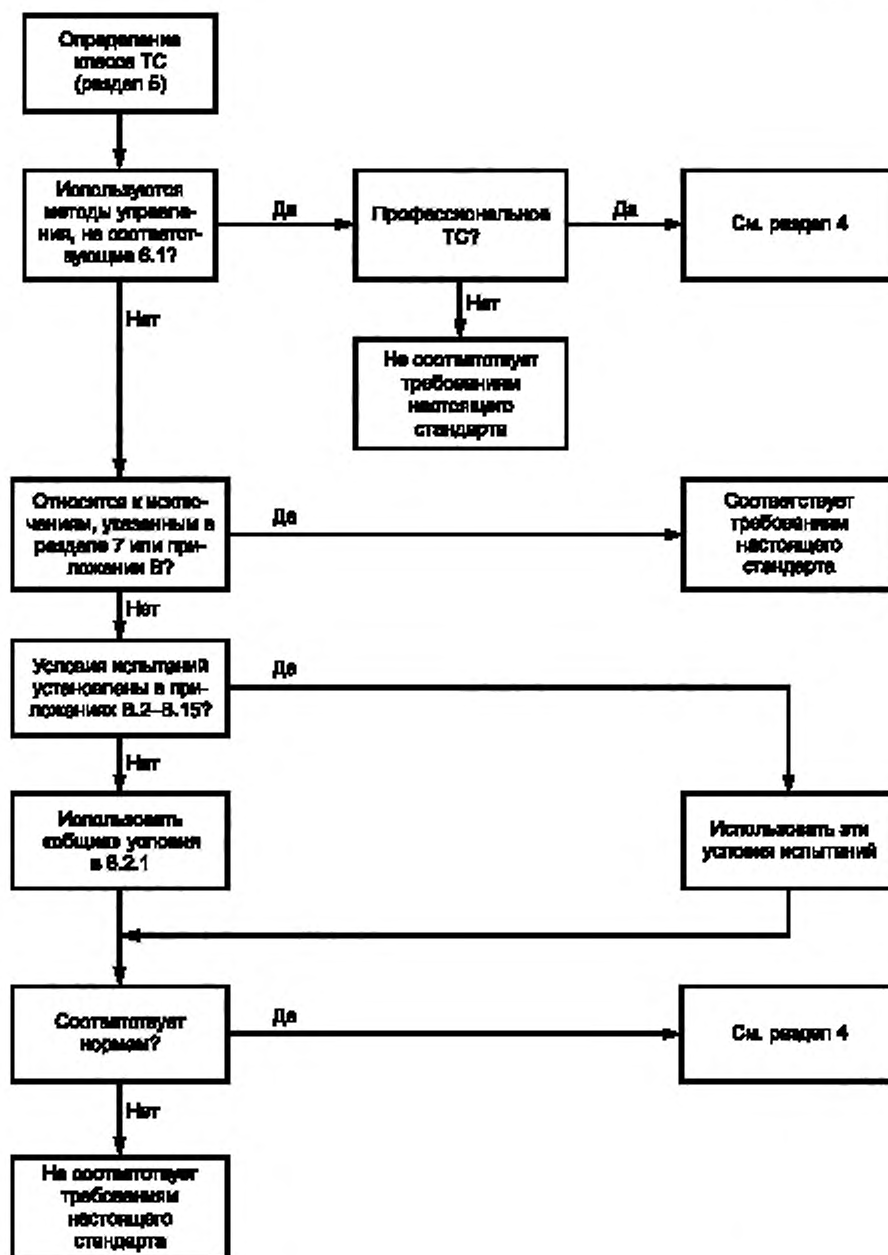 Определение
класса ТС
(раздел 5)
Используются
методы управле-
ния, не соответст-
вующие 6.1?
Да
Профессиональное
ТС?
Да
См. раздел 4
Нет
Нет
Не соответствует
требованиям
настоящего
стандарта
Относится к исклю-
чениям, указанным в
разделе 7 или при-
ложении В?
Да
Соответствует
требованиям
настоящего
стандарта
Нет
Условия испытаний
установлены в при-
ложениях В.2–В.15?
Да
Нет
Использовать
общие условия
в 6.2.1
Использовать эти
условия испытаний
Соответствует
нормам?
Да
См. раздел 4
Нет
Не соответствует
требованиям
настоящего
стандарта